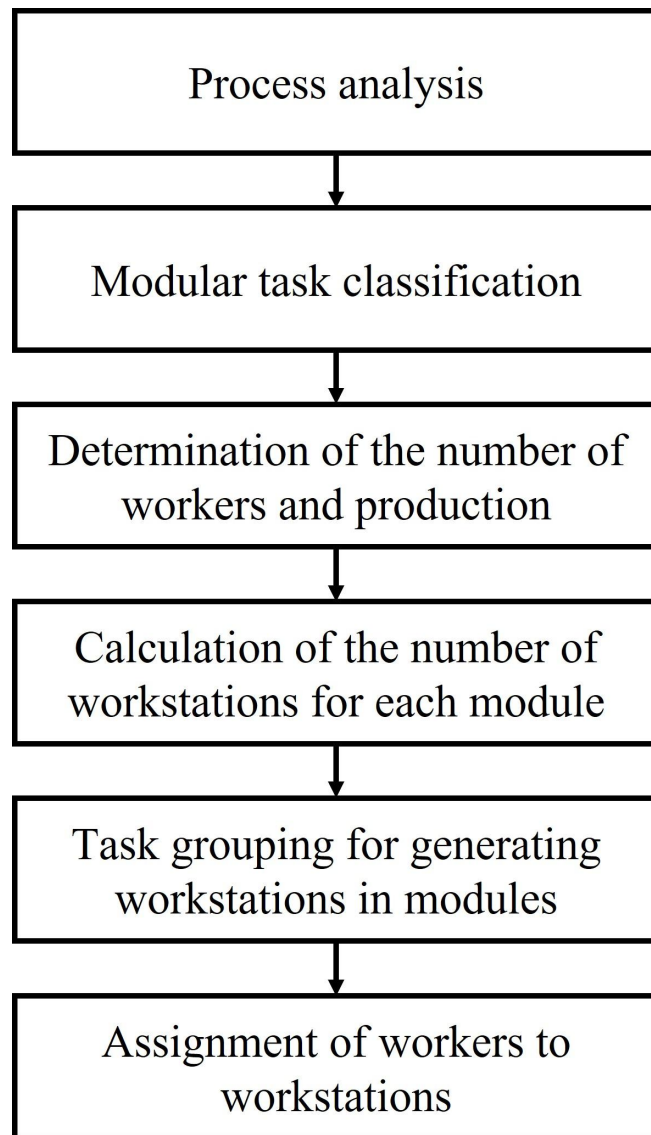 Process analysis
Modular task classification
Determination of the number of
workers and production
Calculation of the number of
workstations for each module
Task grouping for generating
workstations in modules
Assignment of workers to
workstations